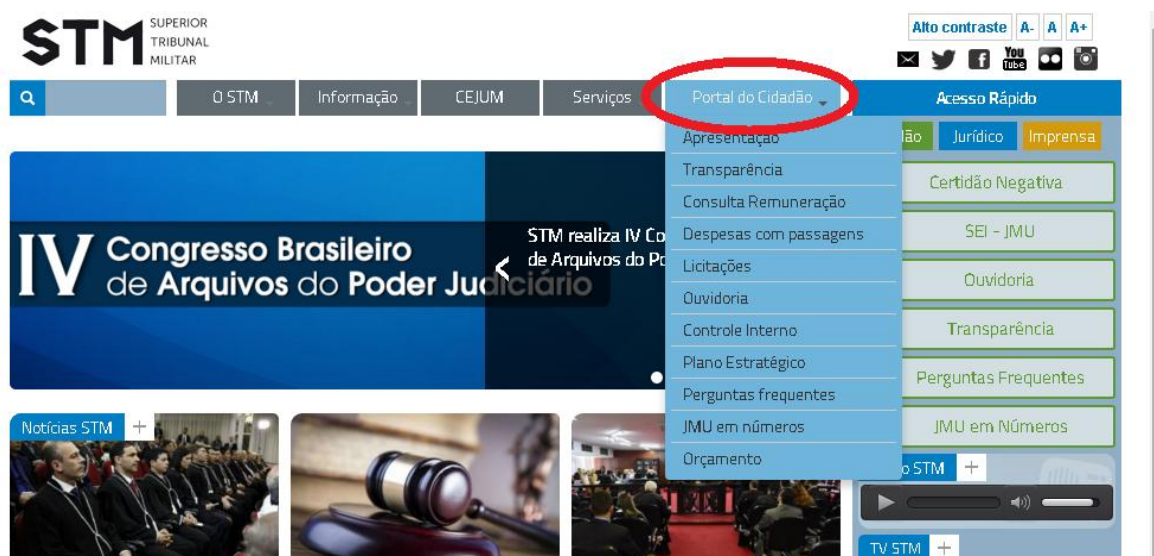 STM SUPERIOR
TRIBUNAL
MILITAR
Alto contraste A- A A+
You
Tube
O STM Informação CEJUM Serviços Portal do Cidadão Acesso Rápido
Apresentação
Transparência
Consulta Remuneração
Despesas com passagens
Licitações
Ouvidoria
Controle Interno
Plano Estratégico
Perguntas frequentes
JMU em números
Orçamento
Jurídico Imprensa
Certidão Negativa
SEI - JMU
Ouvidoria
Transparência
Perguntas Frequentes
JMU em Números
IV Congresso Brasileiro
de Arquivos do Poder Judiciário
STM realiza IV
de Arquivos do
Notícias STM +
STM +
TV STM +